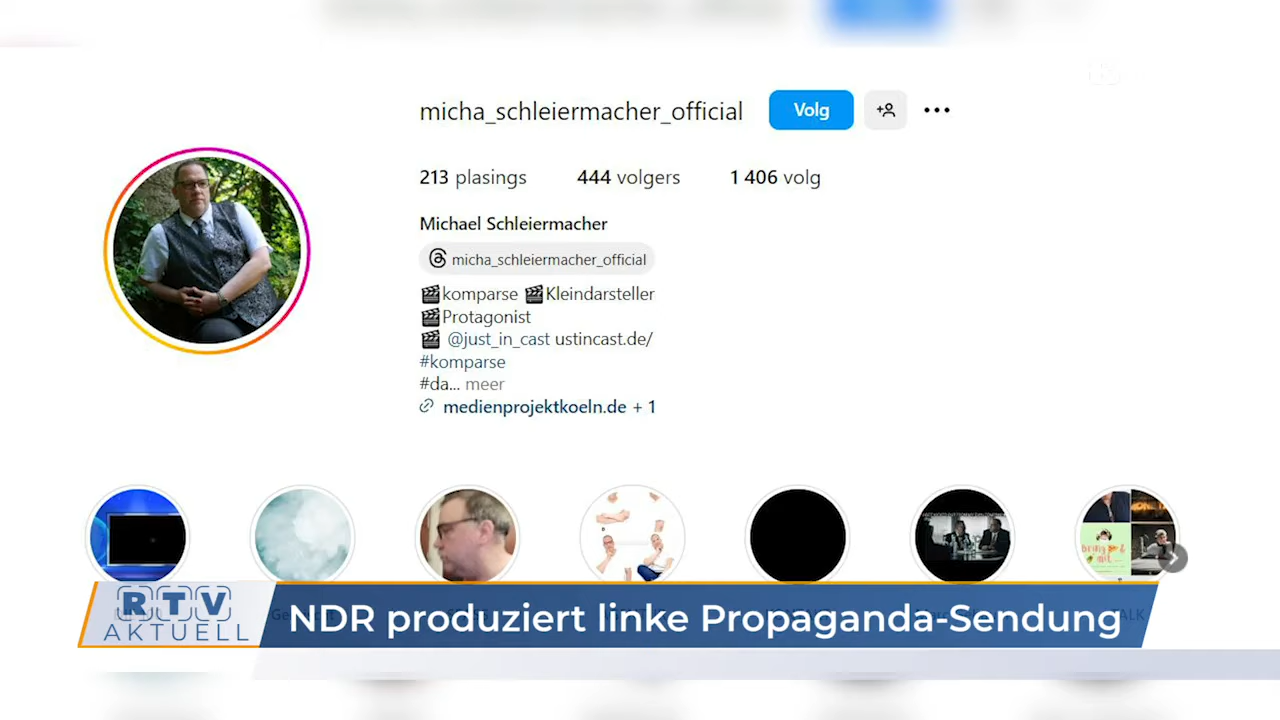 micha_schleiermacher_official
Volg
213 plasings 444 volgers 1 406 volg
Michael Schleiermacher
micha_schleiermacher_official
🎬komparse 🎬Kleindarsteller
🎬Protagonist
🎬 @just_in_cast ustincast.de/
#komparse
#da... meer
medienprojektkoeln.de + 1
RTV
AKTUELL
NDR produziert linke Propaganda-Sendung